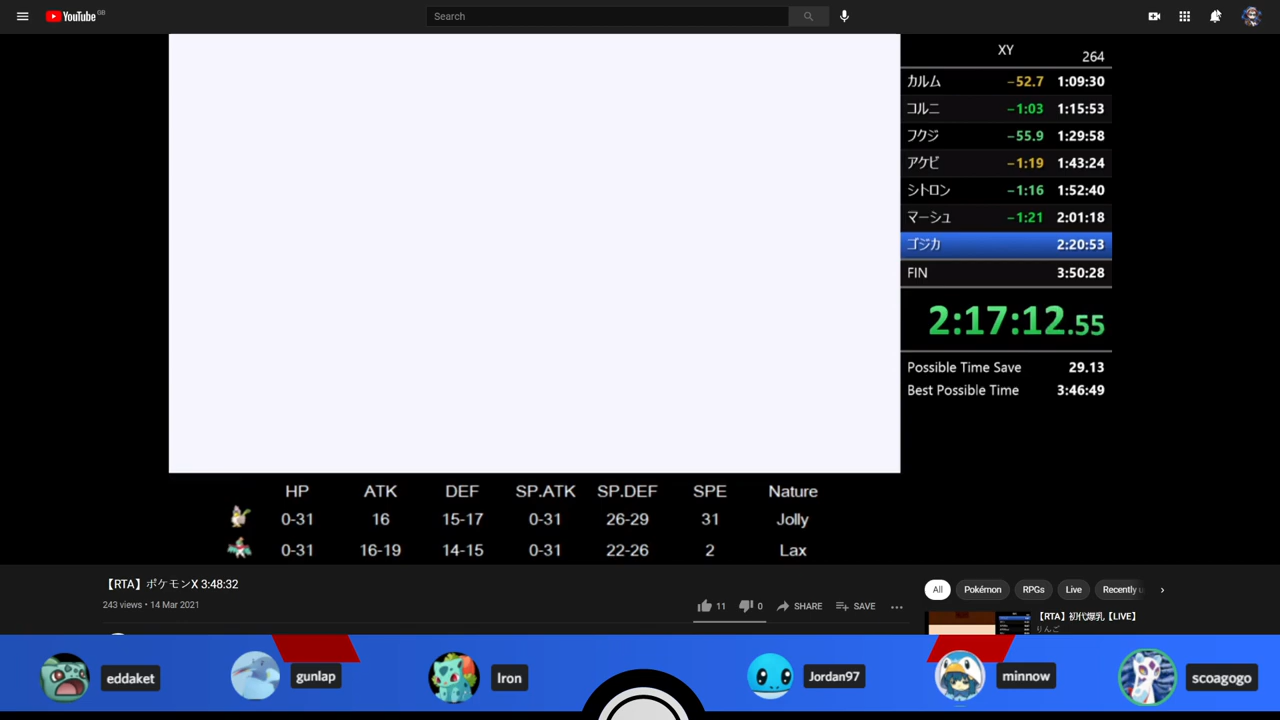 YouTube GB
Search
XY
264
カルム -52.7 1:09:30
コルニ -1:03 1:15:53
フクジ -55.9 1:29:58
アケビ -1:19 1:43:24
シトロン -1:16 1:52:40
マーシュ -1:21 2:01:18
ゴジカ 2:20:53
FIN 3:50:28
2:17:12.55
Possible Time Save 29.13
Best Possible Time 3:46:49
HP ATK DEF SP.ATK SP.DEF SPE Nature
0-31 16 15-17 0-31 26-29 31 Jolly
0-31 16-19 14-15 0-31 22-26 2 Lax
【RTA】ポケモンX 3:48:32
243 views • 14 Mar 2021
11 0 SHARE SAVE
All Pokémon RPGs Live Recently u
【RTA】初代爆乳【LIVE】
りんご
eddaket gunlap Iron Jordan97 minnow scoagogo